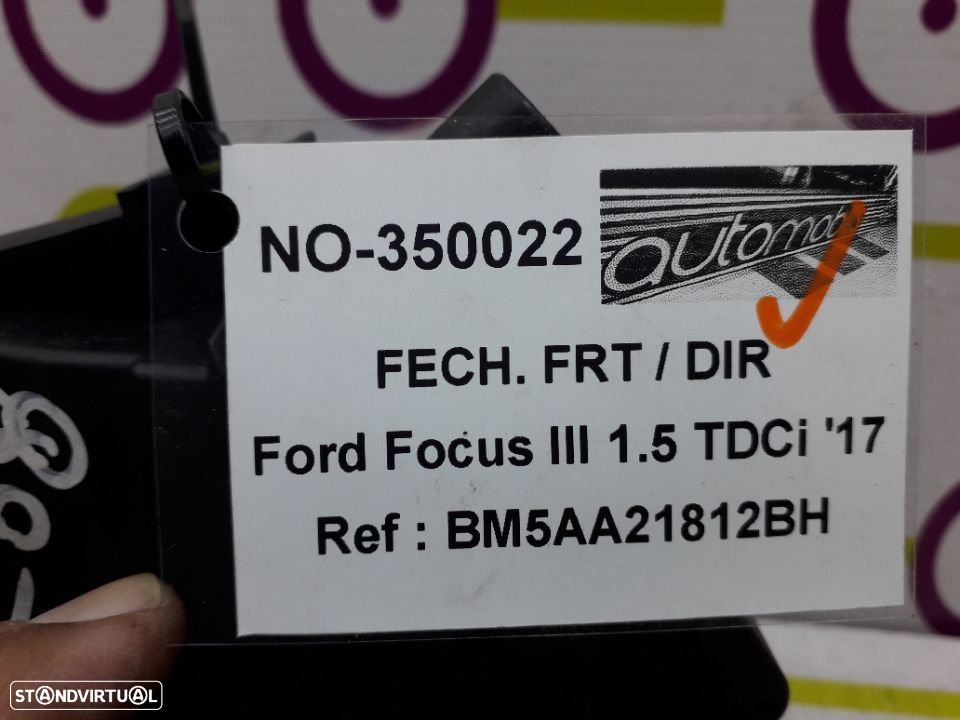 NO-350022
automob
FECH. FRT / DIR
Ford Focus III 1.5 TDCi '17
Ref : BM5AA21812BH
STANDVIRTUAL